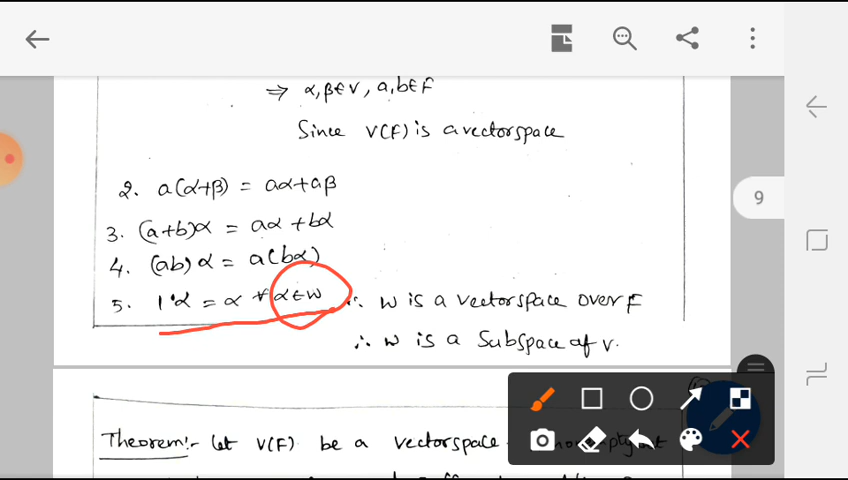 ⇒ α,β∈V, a,b∈F
Since V(F) is a vectorspace
2. a(α+β) = aα+aβ
3. (a+b)α = aα+bα
4. (ab)α = a(bα)
5. 1·α = α ∀ α∈W ∴ W is a vectorspace over F
∴ W is a Subspace of V.
9
Theorem:- Let V(F) be a vectorspace